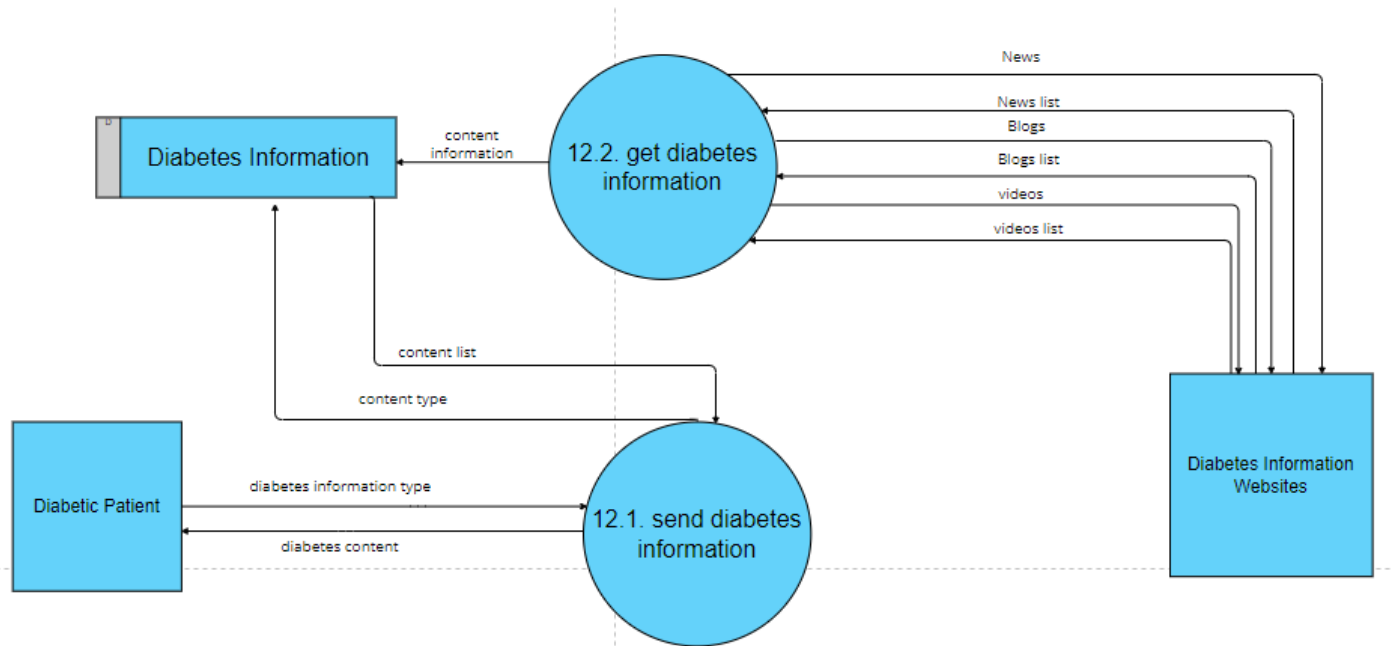 News
News list
Blogs
Blogs list
videos
videos list
D
Diabetes Information
content
information
12.2. get diabetes
information
content list
content type
Diabetic Patient
diabetes information type
diabetes content
12.1. send diabetes
information
Diabetes Information
Websites